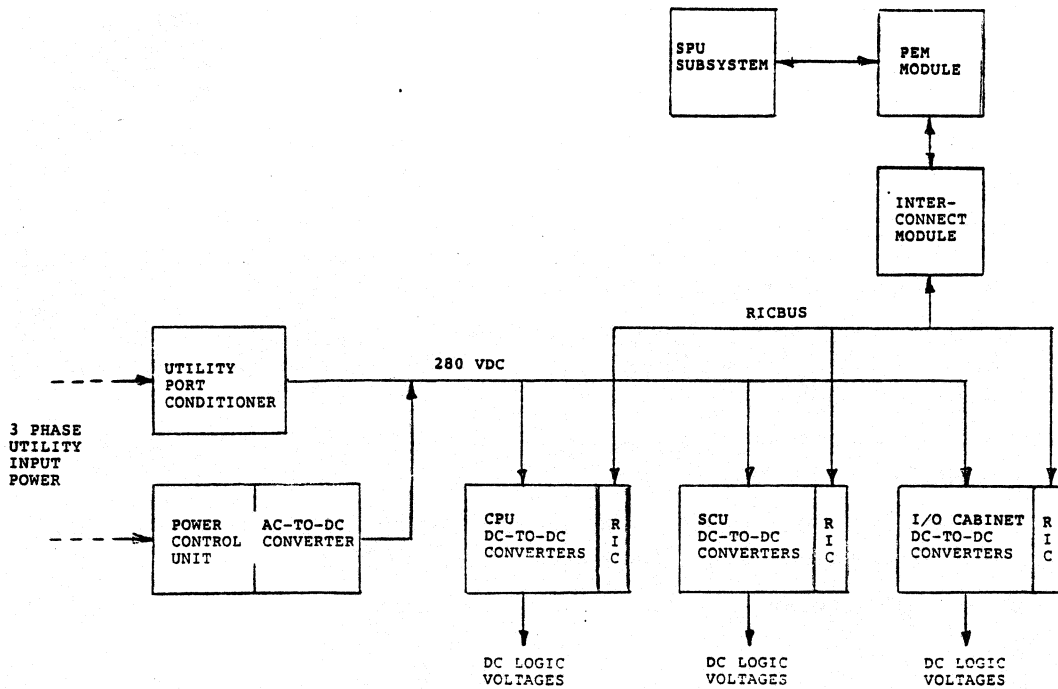 SPU
SUBSYSTEM
PEM
MODULE
INTER-
CONNECT
MODULE
RICBUS
280 VDC
UTILITY
PORT
CONDITIONER
3 PHASE
UTILITY
INPUT
POWER
POWER
CONTROL
UNIT
AC-TO-DC
CONVERTER
CPU
DC-TO-DC
CONVERTERS
R
I
C
SCU
DC-TO-DC
CONVERTERS
R
I
C
I/O CABINET
DC-TO-DC
CONVERTERS
R
I
C
DC LOGIC
VOLTAGES
DC LOGIC
VOLTAGES
DC LOGIC
VOLTAGES